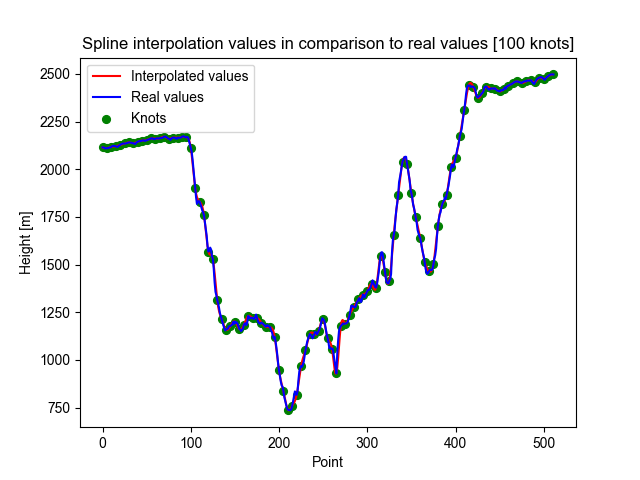 Spline interpolation values in comparison to real values [100 knots]
Interpolated values
Real values
Knots
Height [m]
2500
2250
2000
1750
1500
1250
1000
750
0 100 200 300 400 500
Point